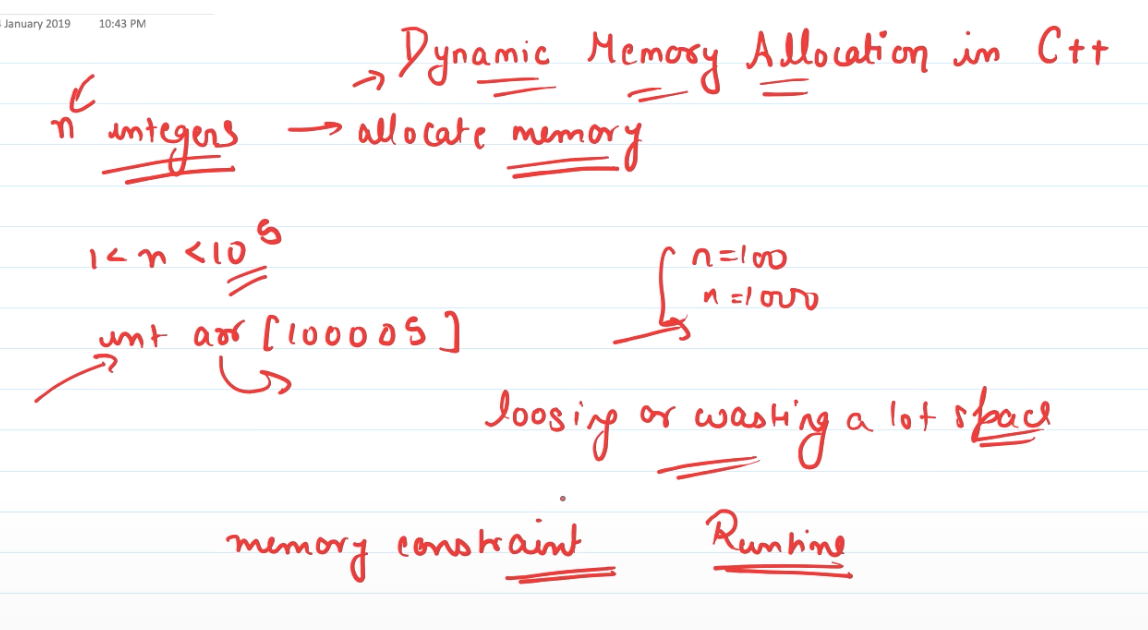 January 2019 10:43 PM
→ Dynamic Memory Allocation in C++
n integers → allocate memory
1 < n < 10^5
n=100
n=1000
int arr [100005]
loosing or wasting a lot space
memory constraint Runtime